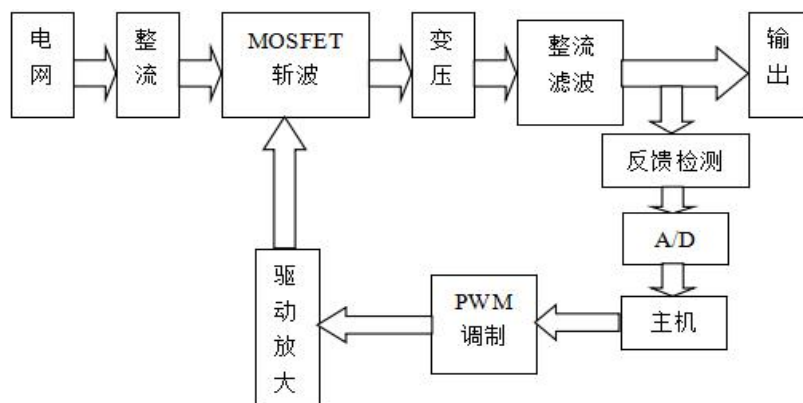 电网
整流
MOSFET
斩波
变压
整流
滤波
输出
反馈检测
A/D
主机
PWM
调制
驱动放大